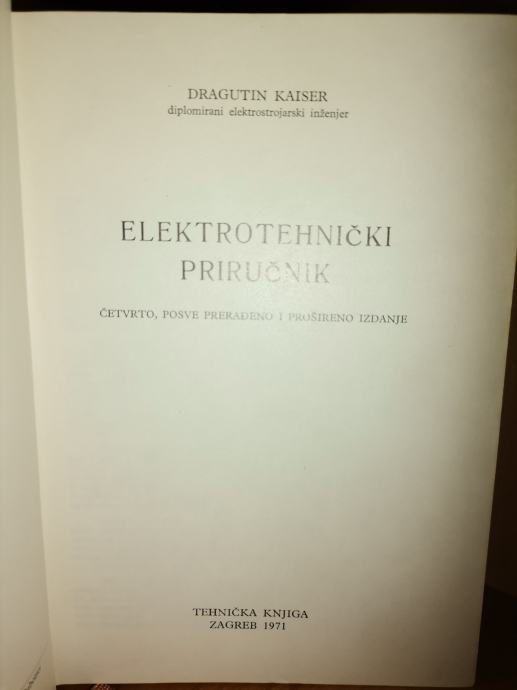 DRAGUTIN KAISER
diplomirani elektrostrojarski inženjer
ELEKTROTEHNIČKI
PRIRUČNIK
ČETVRTO, POSVE PRERAĐENO I PROŠIRENO IZDANJE
TEHNIČKA KNJIGA
ZAGREB 1971